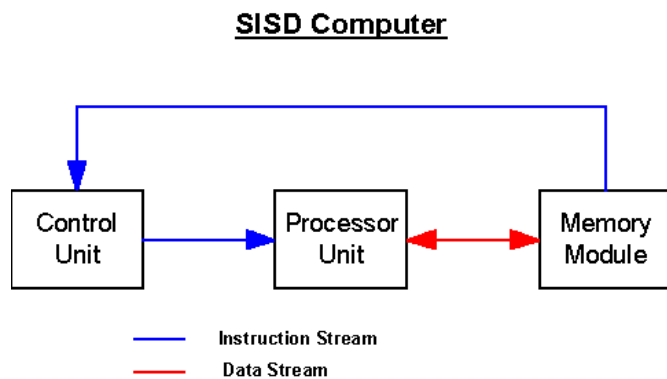 SISD Computer
Control
Unit
Processor
Unit
Memory
Module
Instruction Stream
Data Stream